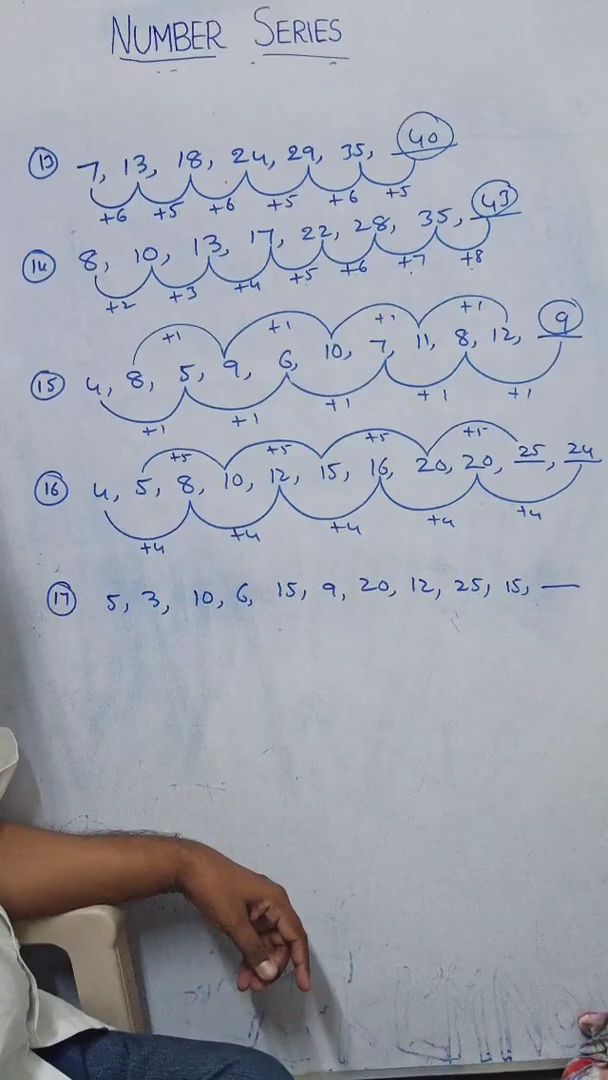 NUMBER SERIES
13 7, 13, 18, 24, 29, 35, 40
+6 +5 +6 +5 +6 +5
14 8, 10, 13, 17, 22, 28, 35, 43
+2 +3 +4 +5 +6 +7 +8
+1 +1 +1 +1
15 4, 8, 5, 9, 6, 10, 7, 11, 8, 12, 9
+1 +1 +1 +1 +1
+5 +5 +5 +5
16 4, 5, 8, 10, 12, 15, 16, 20, 20, 25, 24
+4 +4 +4 +4 +4
17 5, 3, 10, 6, 15, 9, 20, 12, 25, 15, —